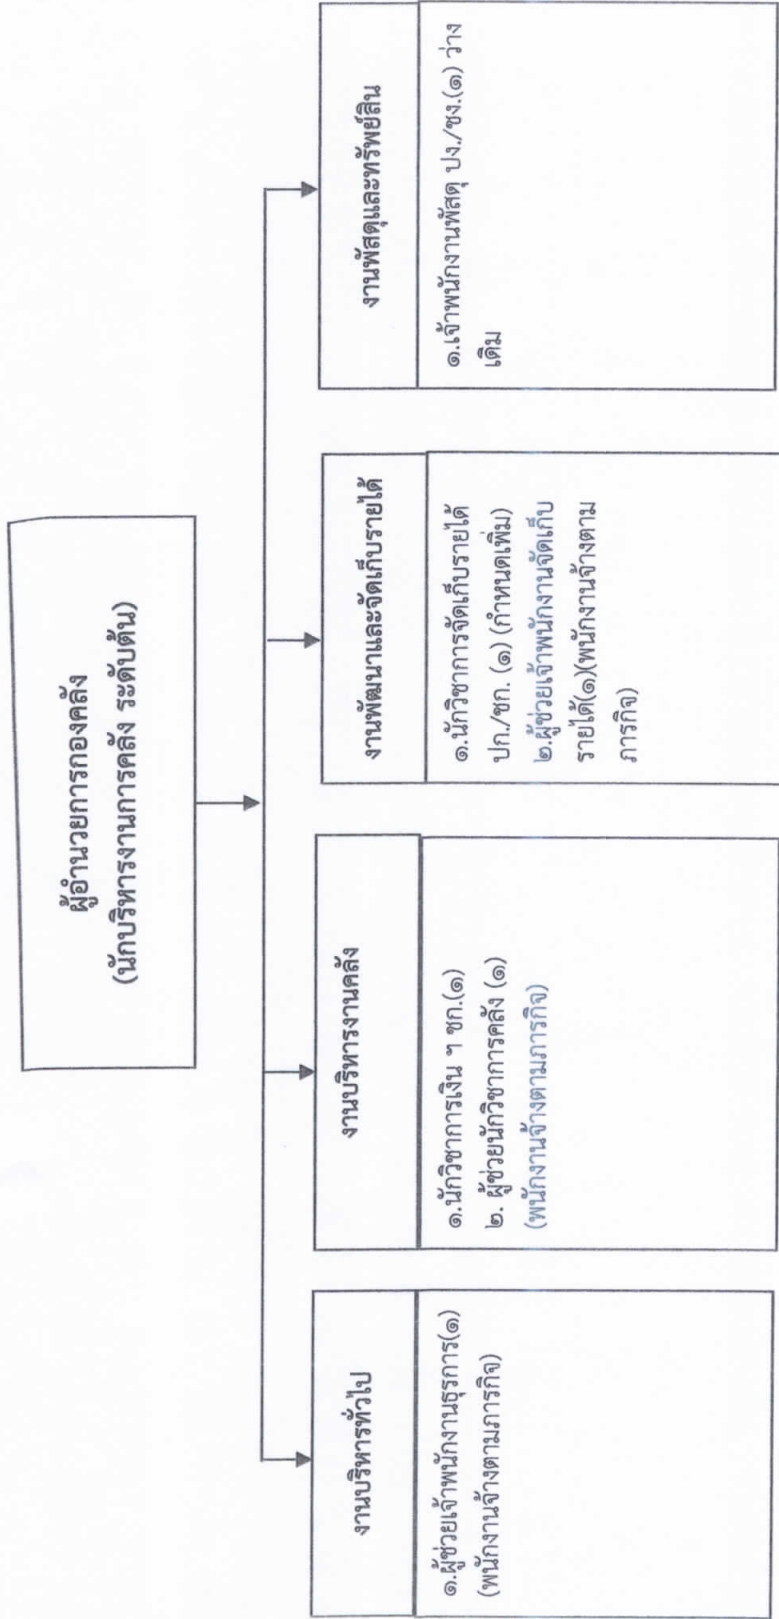 ผู้อำนวยการกองคลัง
(นักบริหารงานการคลัง ระดับต้น)
งานบริหารทั่วไป
๑.ผู้ช่วยเจ้าพนักงานธุรการ(๑)
(พนักงานจ้างตามภารกิจ)
งานบริหารงานคลัง
๑.นักวิชาการเงิน ฯ ชก.(๑)
๒. ผู้ช่วยนักวิชาการคลัง (๑)
(พนักงานจ้างตามภารกิจ)
งานพัฒนาและจัดเก็บรายได้
๑.นักวิชาการจัดเก็บรายได้
ปก./ชก. (๑) (กำหนดเพิ่ม)
๒.ผู้ช่วยเจ้าพนักงานจัดเก็บ
รายได้(๑)(พนักงานจ้างตาม
ภารกิจ)
งานพัสดุและทรัพย์สิน
๑.เจ้าพนักงานพัสดุ ปง./ชง.(๑) ว่าง
เดิม